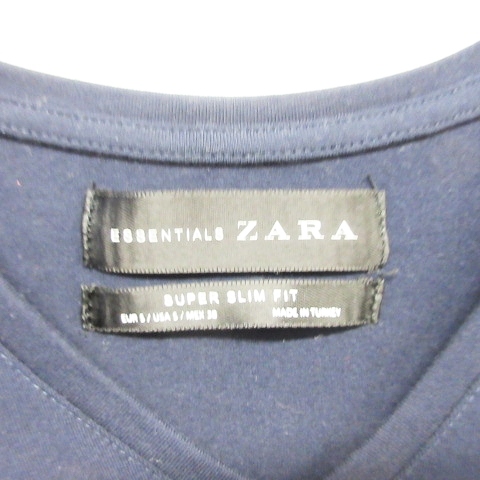 ESSENTIALS ZARA
SUPER SLIM FIT
EUR S / USA S / MEX 38 MADE IN TURKEY